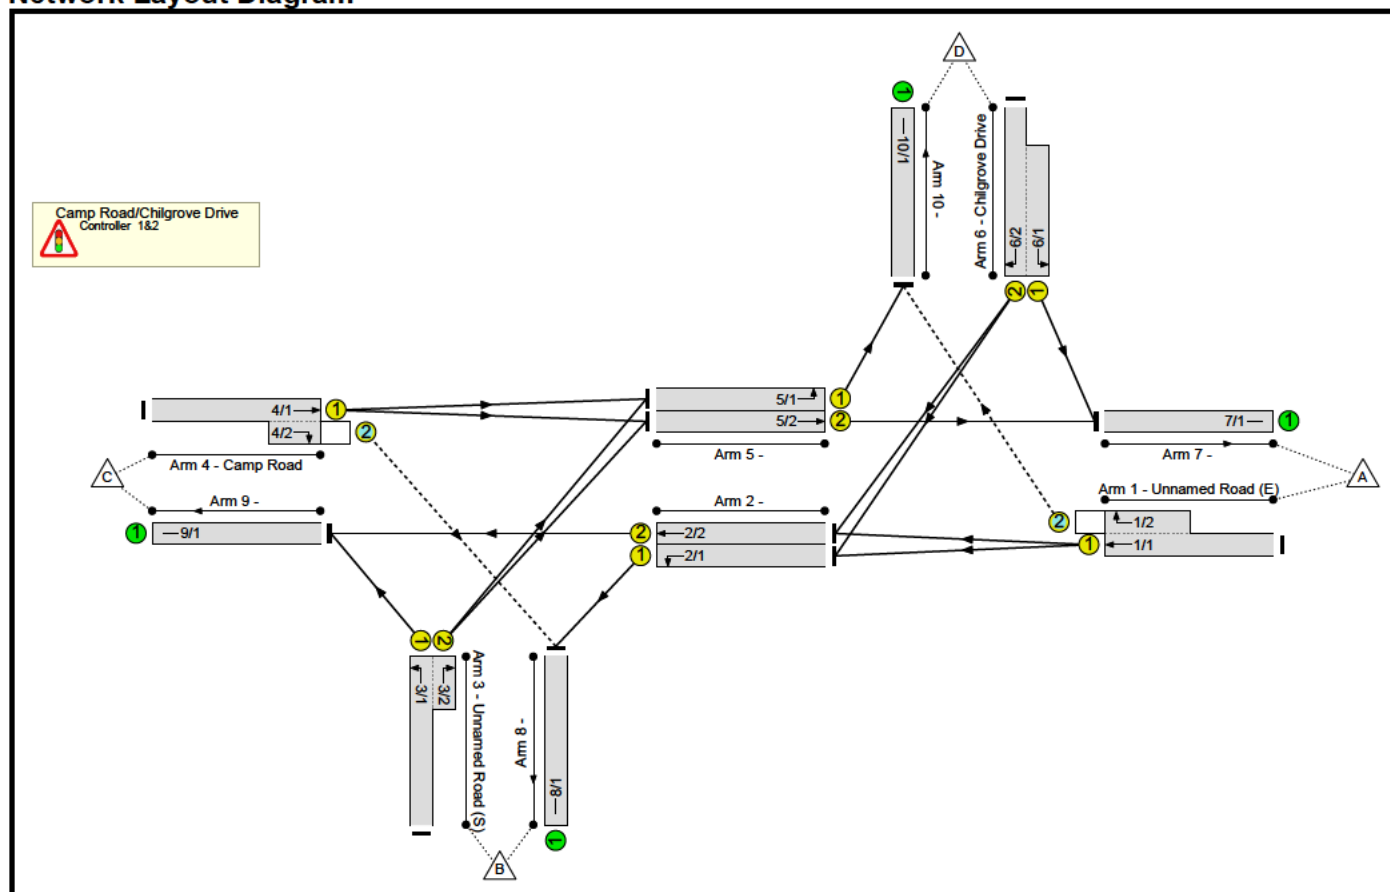 Network Layout Diagram
D
1
10/1
Arm 10 -
Arm 6 - Chilgrove Drive
6/2
6/1
2
1
Camp Road/Chilgrove Drive
Controller 1&2
4/1
1
4/2
2
Arm 4 - Camp Road
C
Arm 9 -
1
9/1
5/1
1
5/2
2
Arm 5 -
Arm 2 -
2
2/2
1
2/1
7/1
1
Arm 7 -
A
Arm 1 - Unnamed Road (E)
2
1/2
1
1/1
1
2
3/1
3/2
Arm 3 - Unnamed Road (S)
Arm 8 -
8/1
1
B